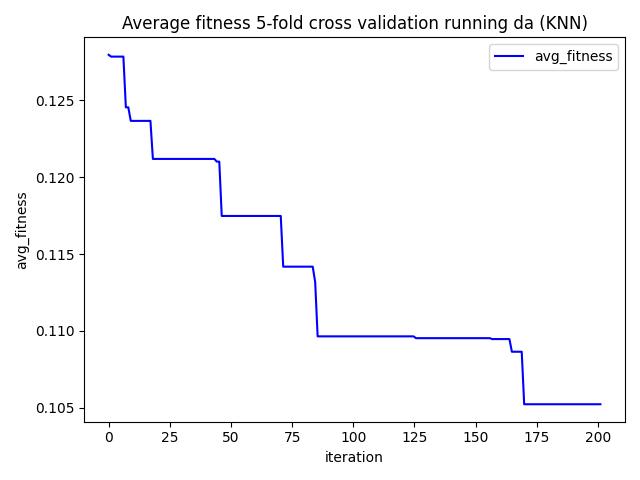 Average fitness 5-fold cross validation running da (KNN)
avg_fitness
0.125
0.120
0.115
0.110
0.105
avg_fitness
0 25 50 75 100 125 150 175 200
iteration